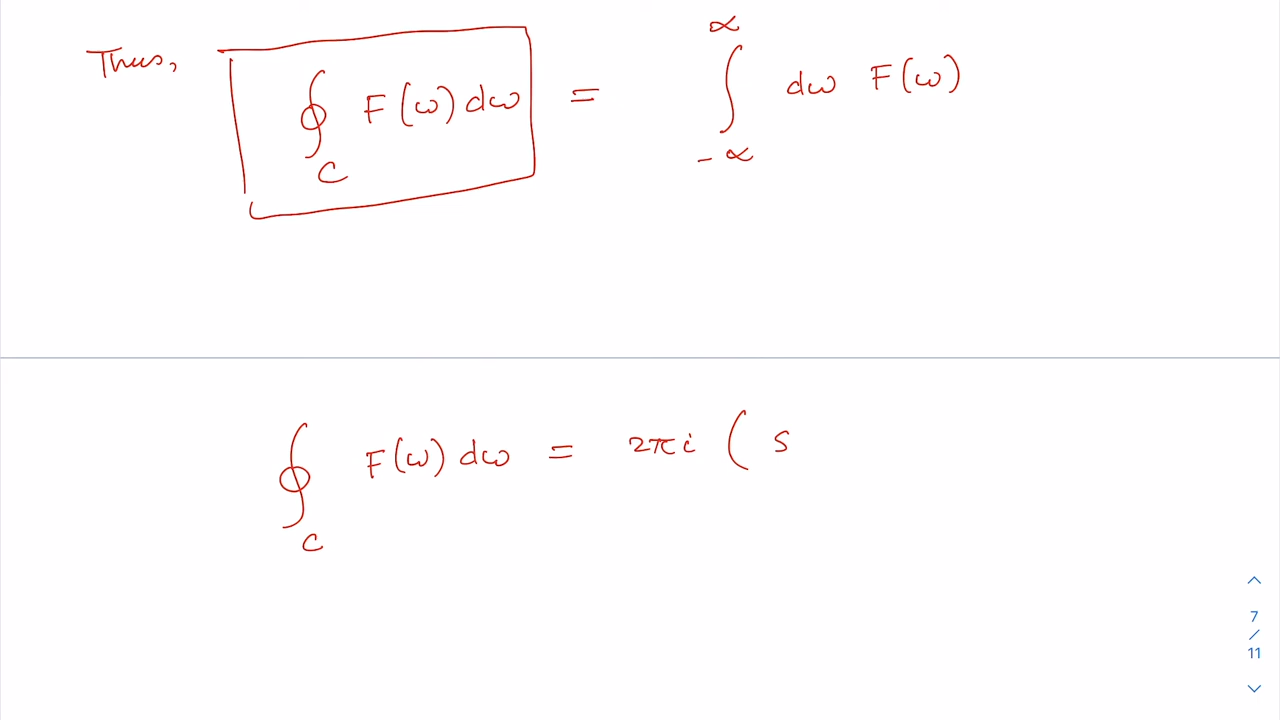 Thus, ∮_C F(ω) dω = ∫_{-∝}^{∝} dω F(ω)
∮_C F(ω) dω = 2πi ( S
7
/
11